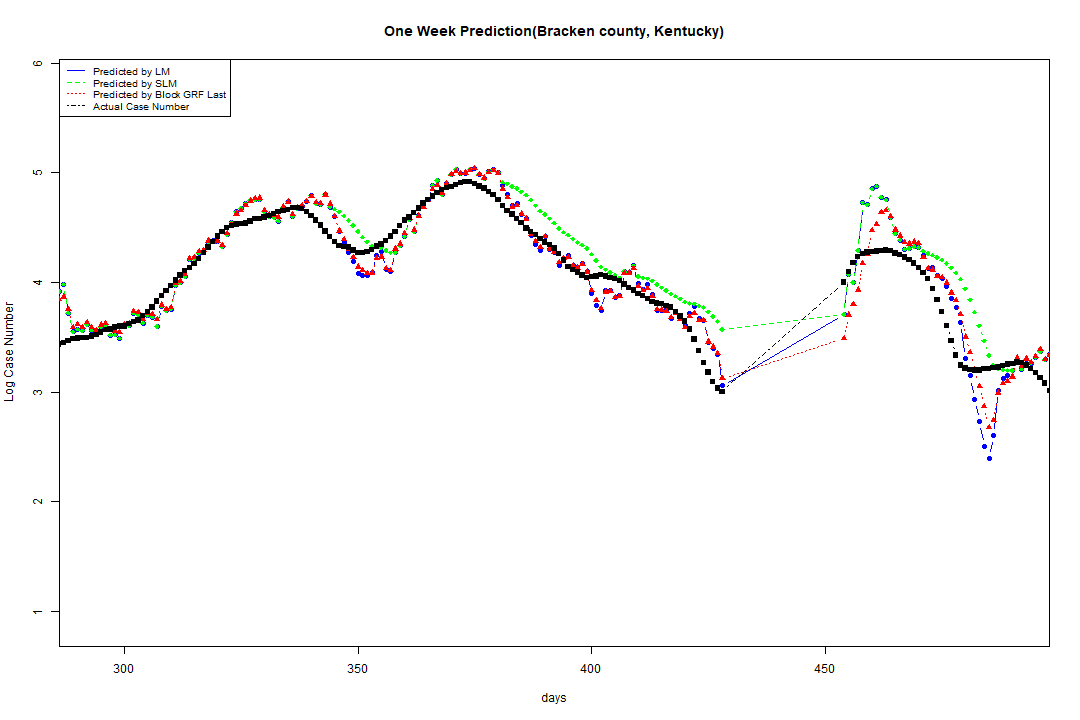 One Week Prediction(Bracken county, Kentucky)
Predicted by LM
Predicted by SLM
Predicted by Block GRF Last
Actual Case Number
6
5
4
3
2
1
Log Case Number
300
350
400
450
days